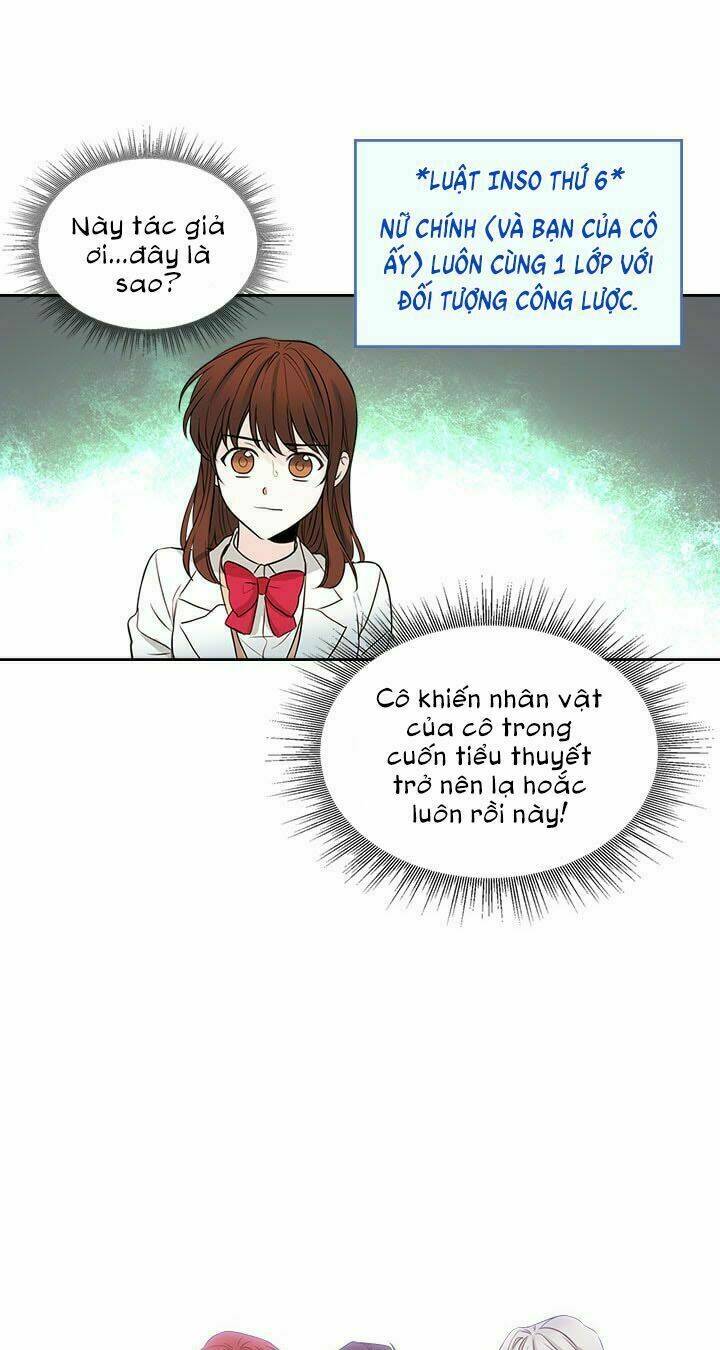 Này tác giả
ơi...đây là
sao?
*LUẬT INSO THỨ 6*
NỮ CHÍNH (VÀ BẠN CỦA CÔ
ẤY) LUÔN CÙNG 1 LỚP VỚI
ĐỐI TƯỢNG CÔNG LƯỢC.
Cô khiến nhân vật
của cô trong
cuốn tiểu thuyết
trở nên lạ hoắc
luôn rồi này!